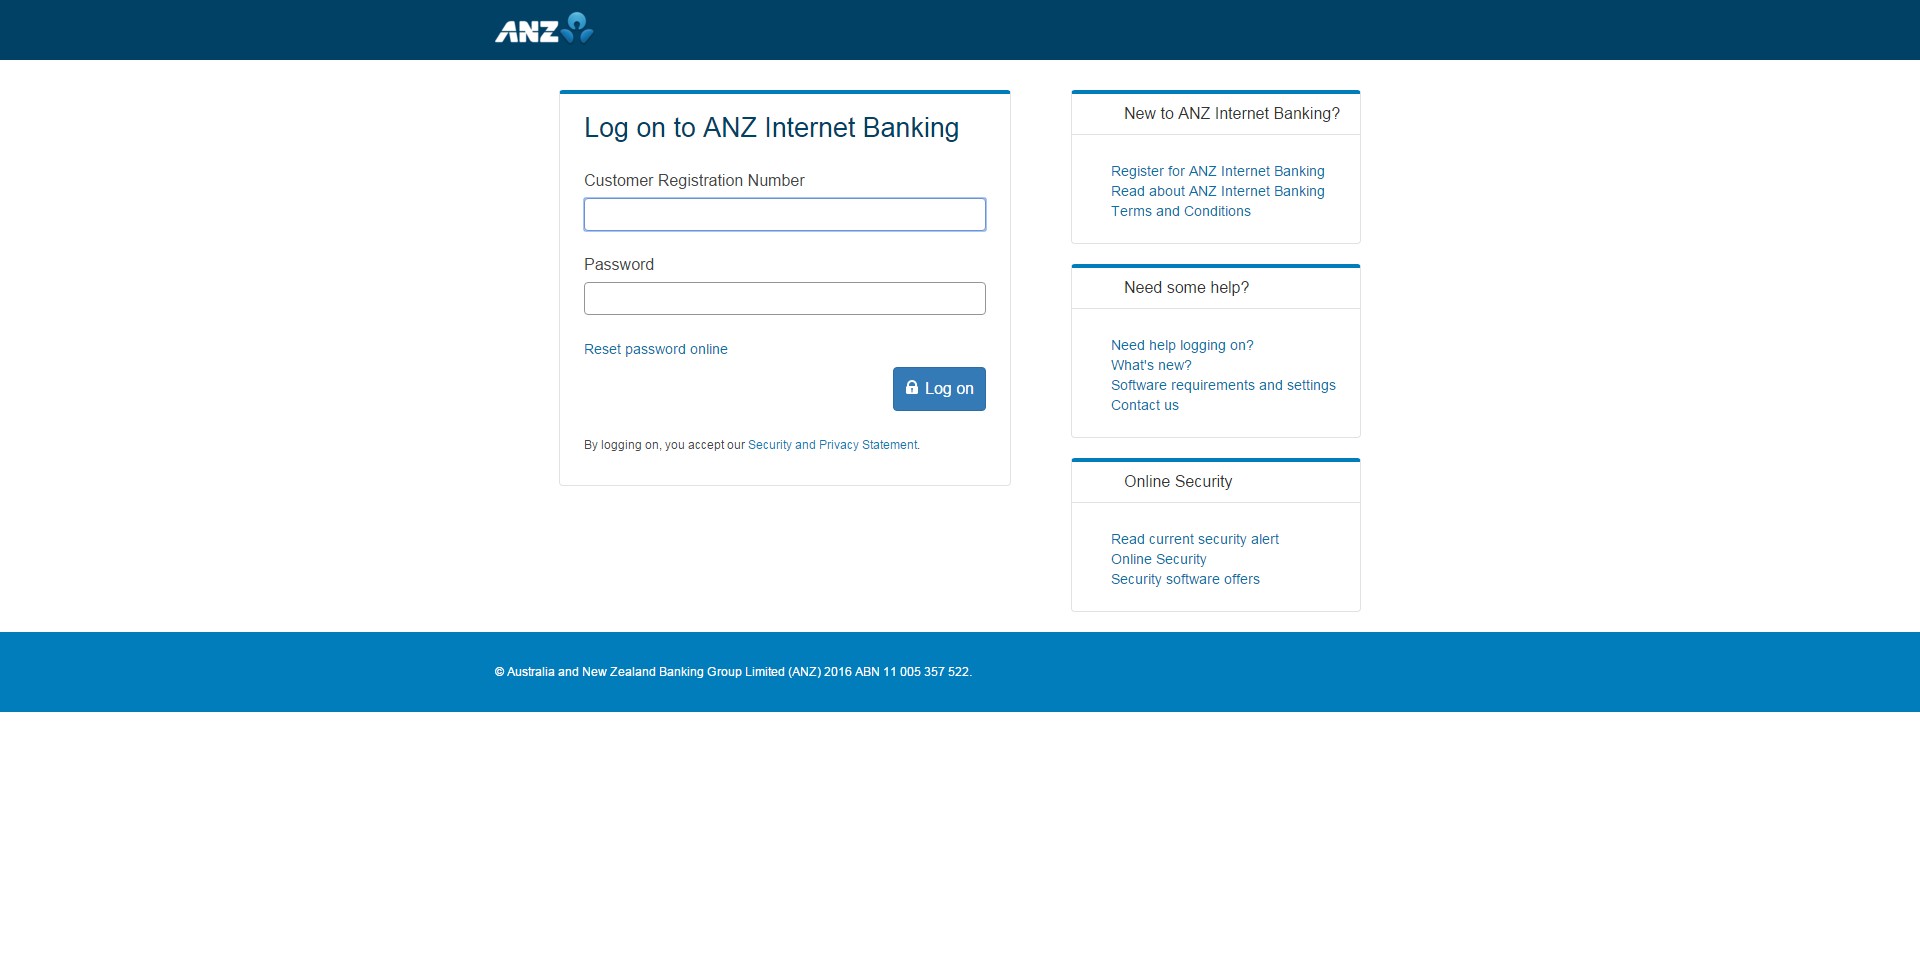 ANZ
Log on to ANZ Internet Banking
Customer Registration Number
Password
Reset password online
Log on
By logging on, you accept our Security and Privacy Statement.
New to ANZ Internet Banking?
Register for ANZ Internet Banking
Read about ANZ Internet Banking
Terms and Conditions
Need some help?
Need help logging on?
What's new?
Software requirements and settings
Contact us
Online Security
Read current security alert
Online Security
Security software offers
© Australia and New Zealand Banking Group Limited (ANZ) 2016 ABN 11 005 357 522.